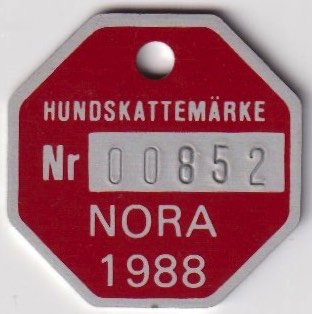 HUNDSKATTEMÄRKE
Nr 00852
NORA
1988